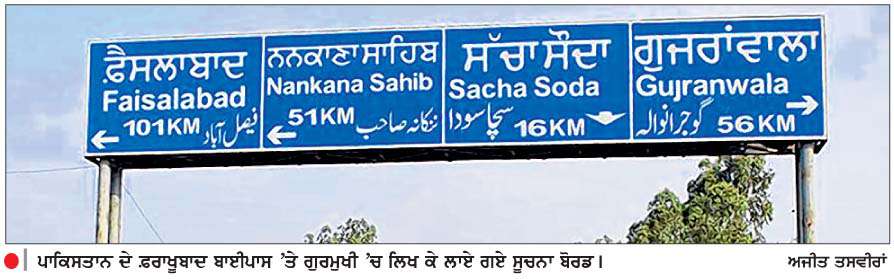 ਫ਼ੈਸਲਾਬਾਦ
Faisalabad
101KM فیصل آباد
ਨਨਕਾਣਾ ਸਾਹਿਬ
Nankana Sahib
51KM ننکانہ صاحب
ਸੱਚਾ ਸੌਦਾ
Sacha Soda
سچا سودا 16KM
ਗੁਜਰਾਂਵਾਲਾ
Gujranwala
گوجرانوالہ 56KM
ਪਾਕਿਸਤਾਨ ਦੇ ਫ਼ਰਾਖੂਬਾਦ ਬਾਈਪਾਸ 'ਤੇ ਗੁਰਮੁਖੀ 'ਚ ਲਿਖ ਕੇ ਲਾਏ ਗਏ ਸੂਚਨਾ ਬੋਰਡ। ਅਜੀਤ ਤਸਵੀਰਾਂ